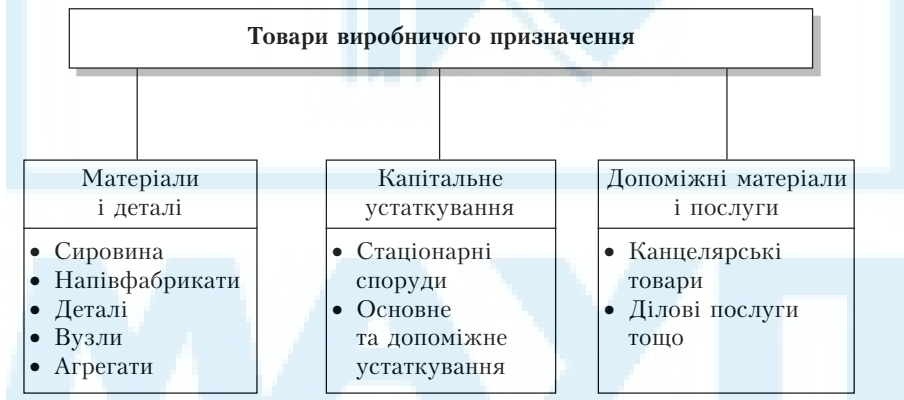 Товари виробничого призначення
Матеріали
і деталі
• Сировина
• Напівфабрикати
• Деталі
• Вузли
• Агрегати
Капітальне
устаткування
• Стаціонарні
споруди
• Основне
та допоміжне
устаткування
Допоміжні матеріали
і послуги
• Канцелярські
товари
• Ділові послуги
тощо
МАУП